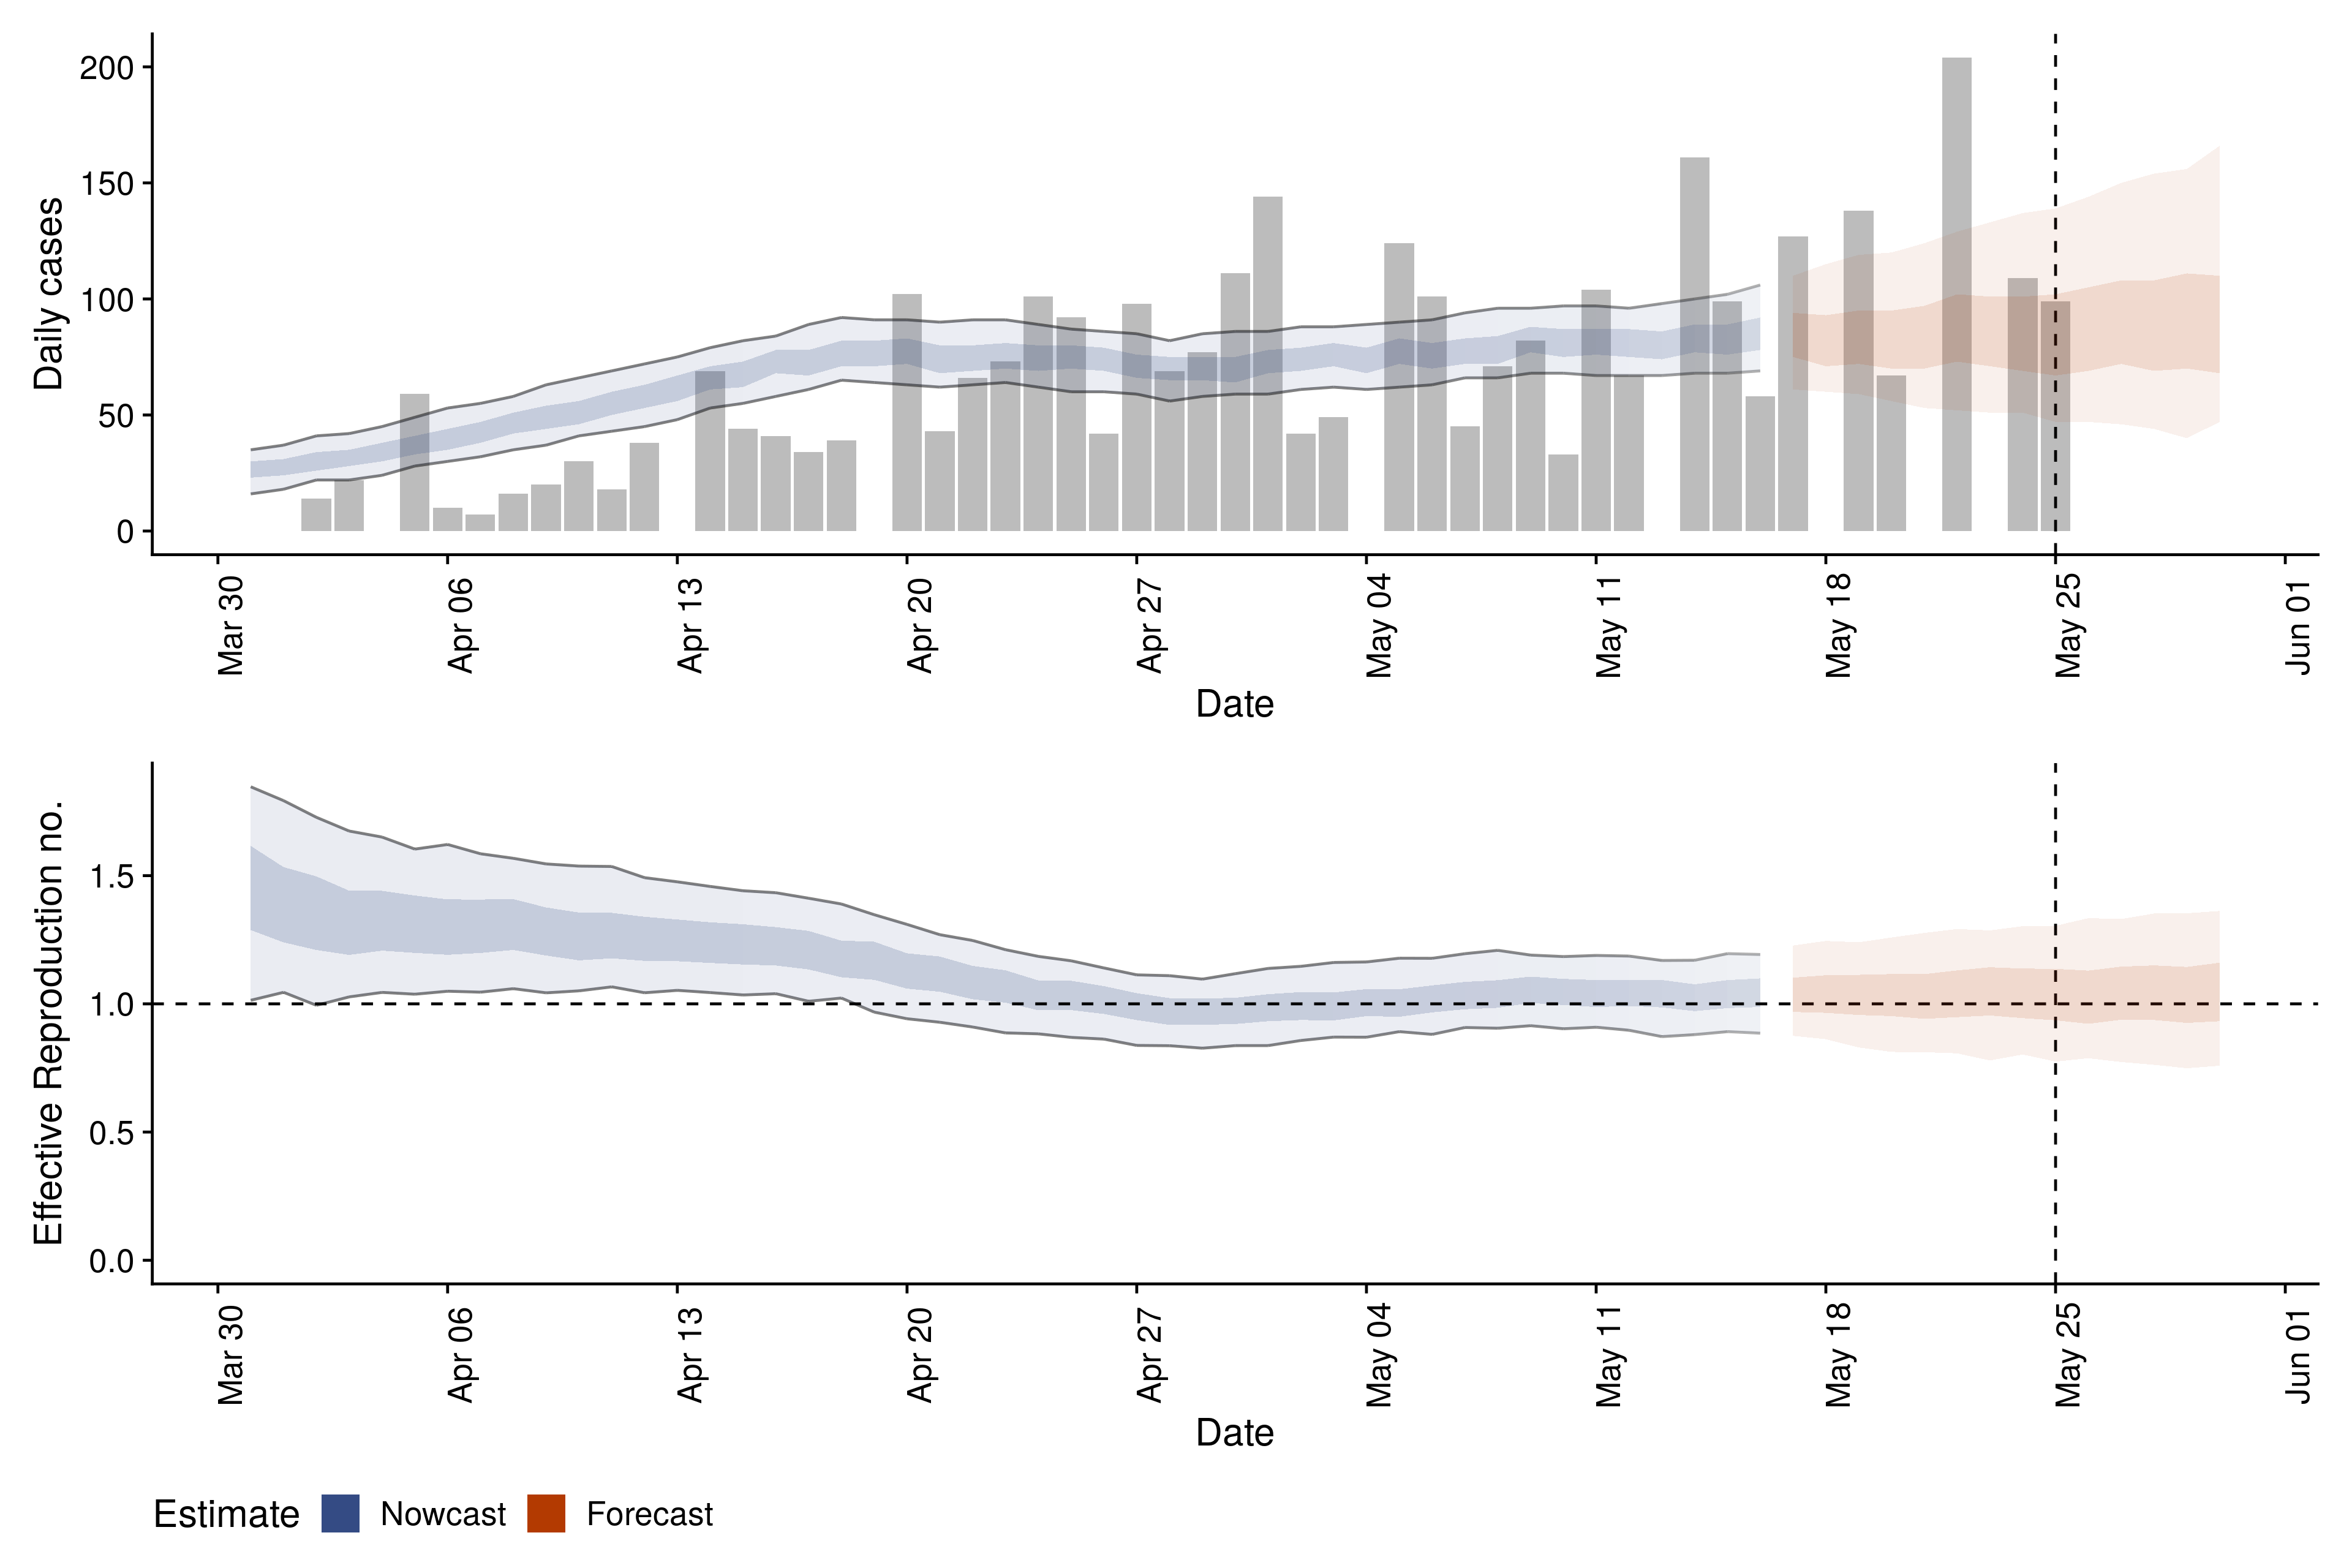 Daily cases
200
150
100
50
0
Mar 30 Apr 06 Apr 13 Apr 20 Apr 27 May 04 May 11 May 18 May 25 Jun 01
Date
Effective Reproduction no.
1.5
1.0
0.5
0.0
Mar 30 Apr 06 Apr 13 Apr 20 Apr 27 May 04 May 11 May 18 May 25 Jun 01
Date
Estimate Nowcast Forecast